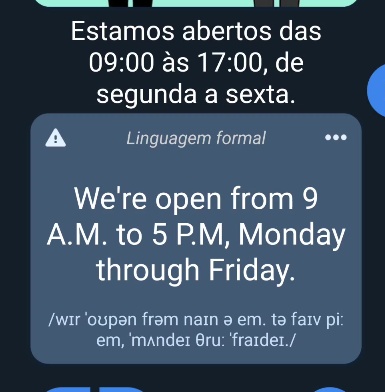 Estamos abertos das
09:00 às 17:00, de
segunda a sexta.
Linguagem formal
We're open from 9
A.M. to 5 P.M, Monday
through Friday.
/wɪr ˈoʊpən frəm naɪn ə em. tə faɪv piː
em, ˈmʌndeɪ θruː ˈfraɪdeɪ./